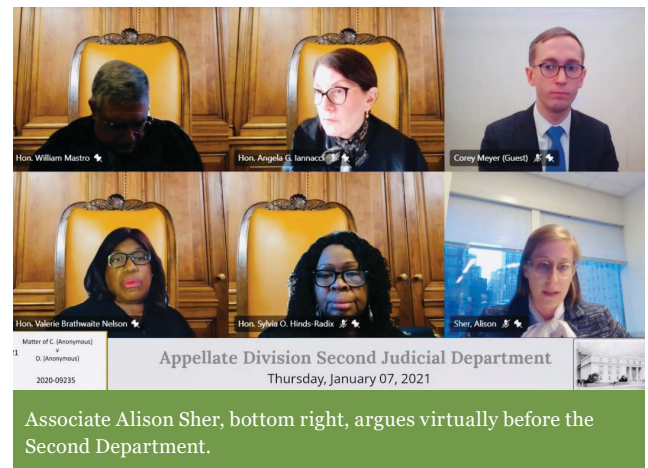 Hon. William Mastro
Hon. Angela G. Iannacci
Corey Meyer (Guest)
Hon. Valerie Brathwaite Nelson
Hon. Sylvia O. Hinds-Radix
Sher, Alison
21
Matter of C. (Anonymous)
v
O. (Anonymous)
2020-09235
Appellate Division Second Judicial Department
Thursday, January 07, 2021
Associate Alison Sher, bottom right, argues virtually before the
Second Department.